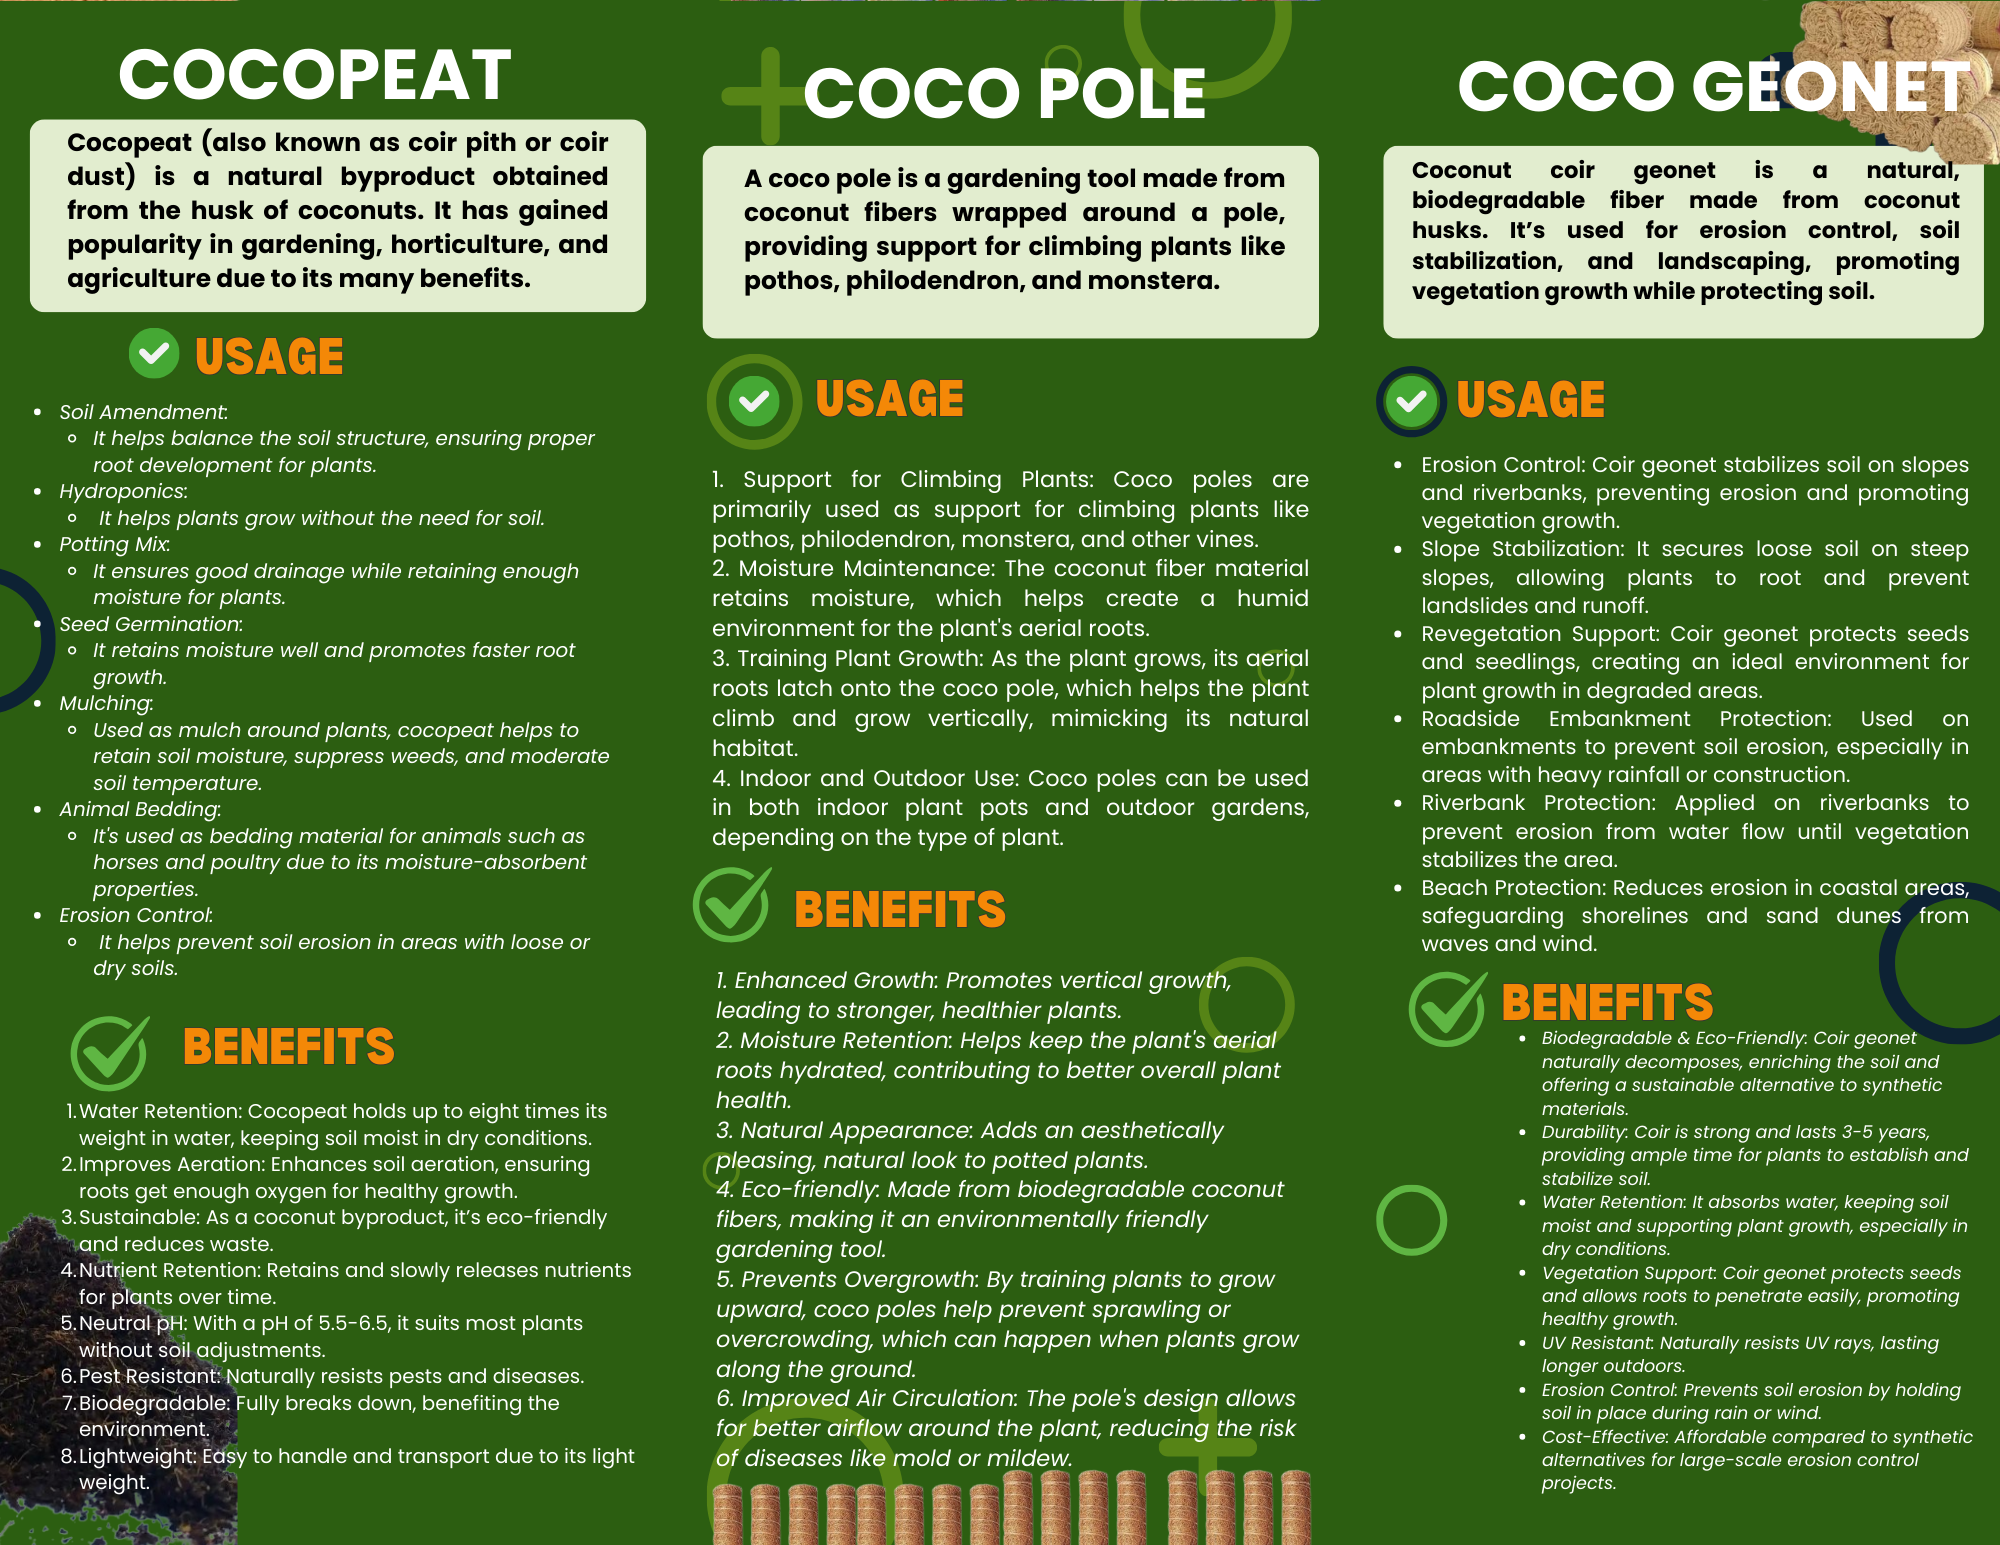 COCOPEAT
Cocopeat (also known as coir pith or coir
dust) is a natural byproduct obtained
from the husk of coconuts. It has gained
popularity in gardening, horticulture, and
agriculture due to its many benefits.
USAGE
• Soil Amendment:
◦ It helps balance the soil structure, ensuring proper
root development for plants.
• Hydroponics:
◦ It helps plants grow without the need for soil.
• Potting Mix:
◦ It ensures good drainage while retaining enough
moisture for plants.
• Seed Germination:
◦ It retains moisture well and promotes faster root
growth.
• Mulching:
◦ Used as mulch around plants, cocopeat helps to
retain soil moisture, suppress weeds, and moderate
soil temperature.
• Animal Bedding:
◦ It's used as bedding material for animals such as
horses and poultry due to its moisture-absorbent
properties.
• Erosion Control:
◦ It helps prevent soil erosion in areas with loose or
dry soils.
BENEFITS
1. Water Retention: Cocopeat holds up to eight times its
weight in water, keeping soil moist in dry conditions.
2. Improves Aeration: Enhances soil aeration, ensuring
roots get enough oxygen for healthy growth.
3. Sustainable: As a coconut byproduct, it’s eco-friendly
and reduces waste.
4. Nutrient Retention: Retains and slowly releases nutrients
for plants over time.
5. Neutral pH: With a pH of 5.5-6.5, it suits most plants
without soil adjustments.
6. Pest Resistant: Naturally resists pests and diseases.
7. Biodegradable: Fully breaks down, benefiting the
environment.
8. Lightweight: Easy to handle and transport due to its light
weight.
COCO POLE
A coco pole is a gardening tool made from
coconut fibers wrapped around a pole,
providing support for climbing plants like
pothos, philodendron, and monstera.
USAGE
1. Support for Climbing Plants: Coco poles are
primarily used as support for climbing plants like
pothos, philodendron, monstera, and other vines.
2. Moisture Maintenance: The coconut fiber material
retains moisture, which helps create a humid
environment for the plant's aerial roots.
3. Training Plant Growth: As the plant grows, its aerial
roots latch onto the coco pole, which helps the plant
climb and grow vertically, mimicking its natural
habitat.
4. Indoor and Outdoor Use: Coco poles can be used
in both indoor plant pots and outdoor gardens,
depending on the type of plant.
BENEFITS
1. Enhanced Growth: Promotes vertical growth,
leading to stronger, healthier plants.
2. Moisture Retention: Helps keep the plant's aerial
roots hydrated, contributing to better overall plant
health.
3. Natural Appearance: Adds an aesthetically
pleasing, natural look to potted plants.
4. Eco-friendly: Made from biodegradable coconut
fibers, making it an environmentally friendly
gardening tool.
5. Prevents Overgrowth: By training plants to grow
upward, coco poles help prevent sprawling or
overcrowding, which can happen when plants grow
along the ground.
6. Improved Air Circulation: The pole's design allows
for better airflow around the plant, reducing the risk
of diseases like mold or mildew.
COCO GEONET
Coconut coir geonet is a natural,
biodegradable fiber made from coconut
husks. It’s used for erosion control, soil
stabilization, and landscaping, promoting
vegetation growth while protecting soil.
USAGE
• Erosion Control: Coir geonet stabilizes soil on slopes
and riverbanks, preventing erosion and promoting
vegetation growth.
• Slope Stabilization: It secures loose soil on steep
slopes, allowing plants to root and prevent
landslides and runoff.
• Revegetation Support: Coir geonet protects seeds
and seedlings, creating an ideal environment for
plant growth in degraded areas.
• Roadside Embankment Protection: Used on
embankments to prevent soil erosion, especially in
areas with heavy rainfall or construction.
• Riverbank Protection: Applied on riverbanks to
prevent erosion from water flow until vegetation
stabilizes the area.
• Beach Protection: Reduces erosion in coastal areas,
safeguarding shorelines and sand dunes from
waves and wind.
BENEFITS
• Biodegradable & Eco-Friendly: Coir geonet
naturally decomposes, enriching the soil and
offering a sustainable alternative to synthetic
materials.
• Durability: Coir is strong and lasts 3-5 years,
providing ample time for plants to establish and
stabilize soil.
• Water Retention: It absorbs water, keeping soil
moist and supporting plant growth, especially in
dry conditions.
• Vegetation Support: Coir geonet protects seeds
and allows roots to penetrate easily, promoting
healthy growth.
• UV Resistant: Naturally resists UV rays, lasting
longer outdoors.
• Erosion Control: Prevents soil erosion by holding
soil in place during rain or wind.
• Cost-Effective: Affordable compared to synthetic
alternatives for large-scale erosion control
projects.